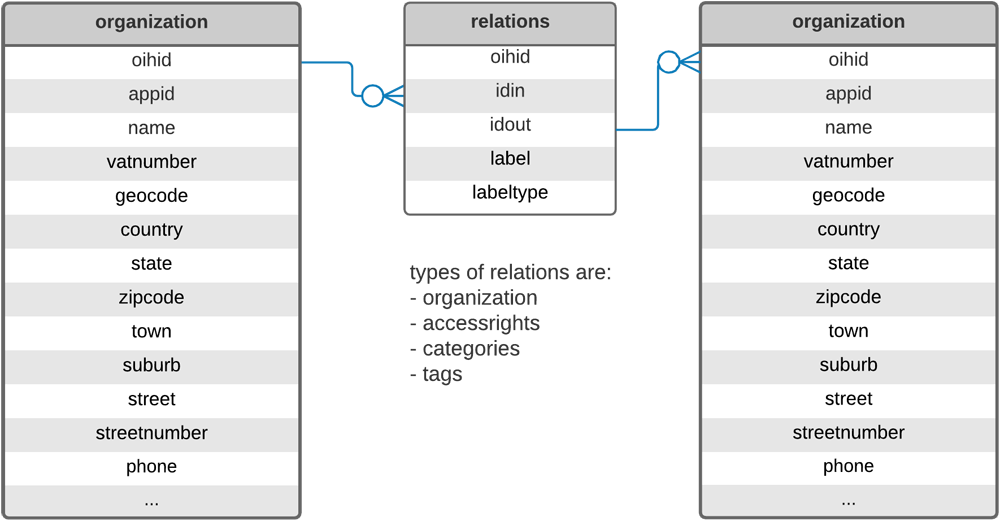 organization
oihid
appid
name
vatnumber
geocode
country
state
zipcode
town
suburb
street
streetnumber
phone
...
relations
oihid
idin
idout
label
labeltype
types of relations are:
- organization
- accessrights
- categories
- tags
organization
oihid
appid
name
vatnumber
geocode
country
state
zipcode
town
suburb
street
streetnumber
phone
...